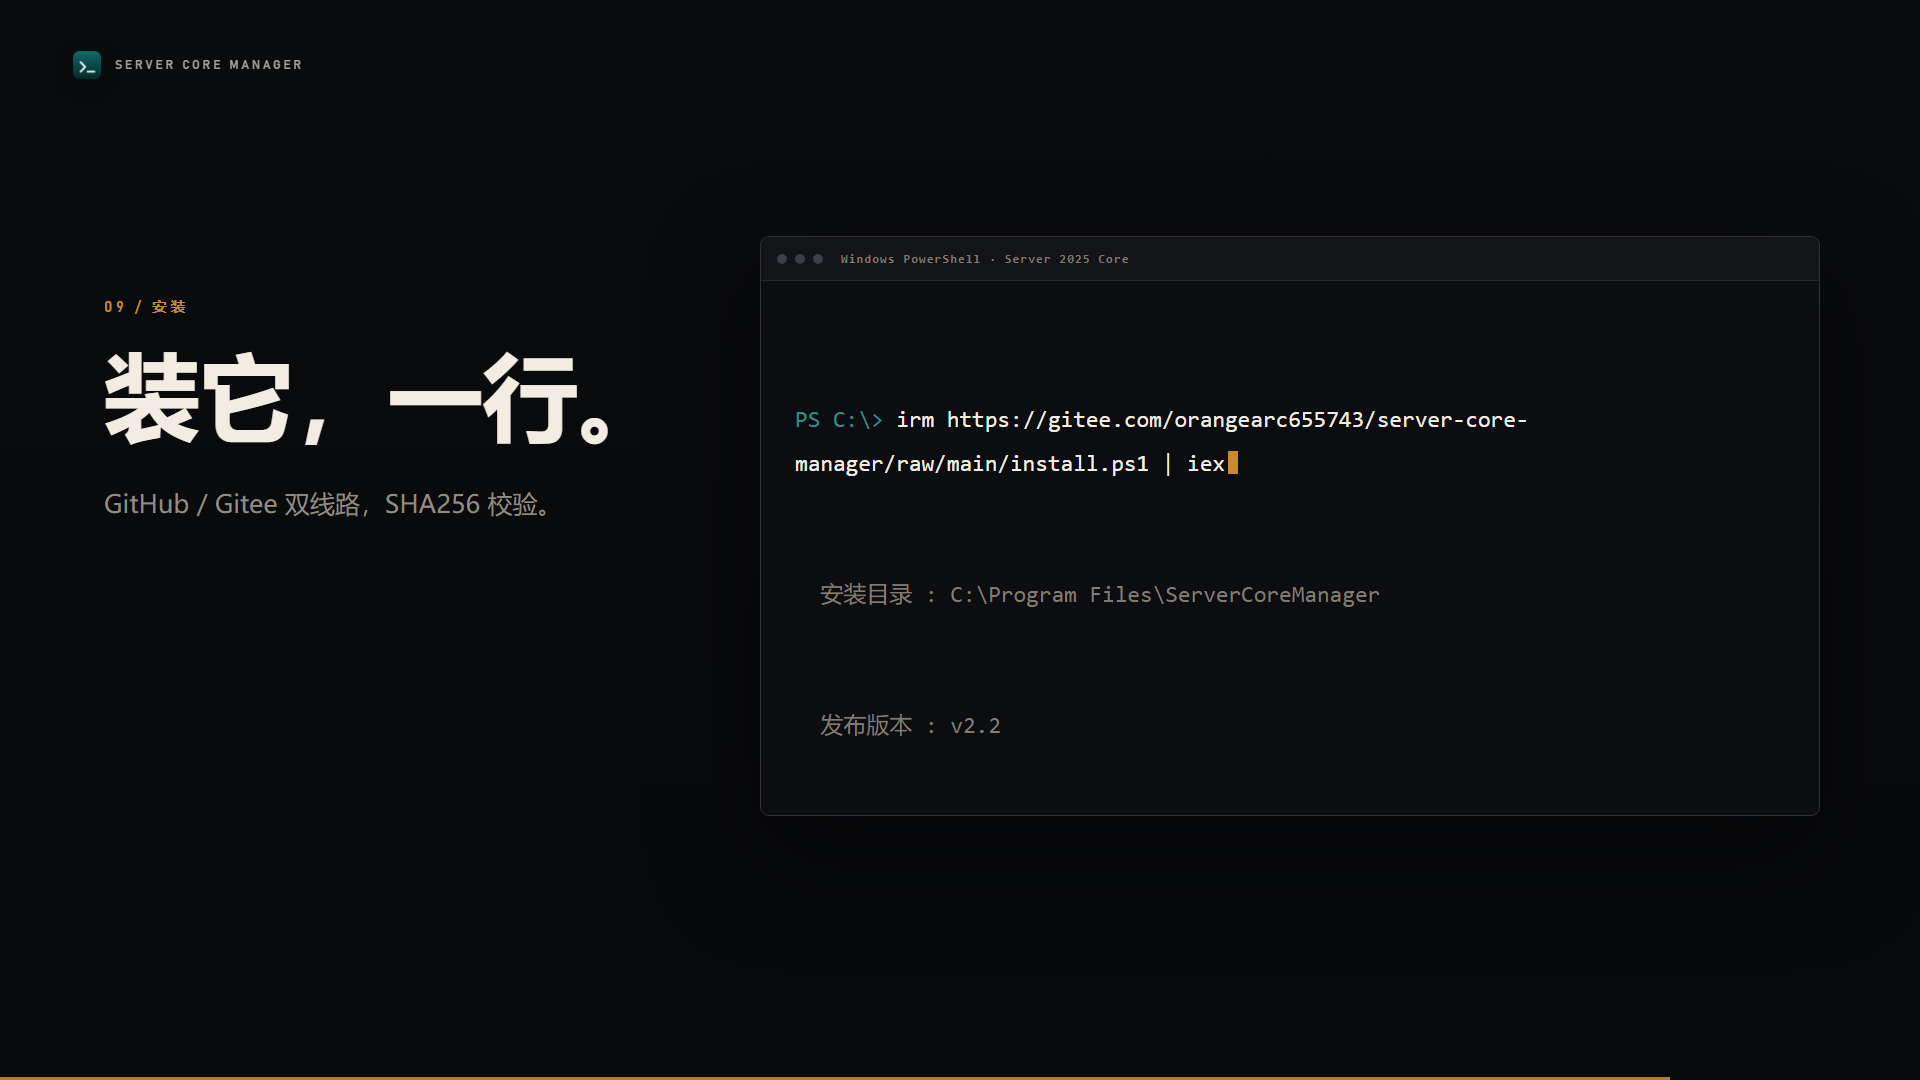 SERVER CORE MANAGER
09 / 安装
装它，一行。
GitHub / Gitee 双线路，SHA256 校验。
Windows PowerShell · Server 2025 Core
PS C:\> irm https://gitee.com/orangearc655743/server-core-
manager/raw/main/install.ps1 | iex
安装目录 : C:\Program Files\ServerCoreManager
发布版本 : v2.2